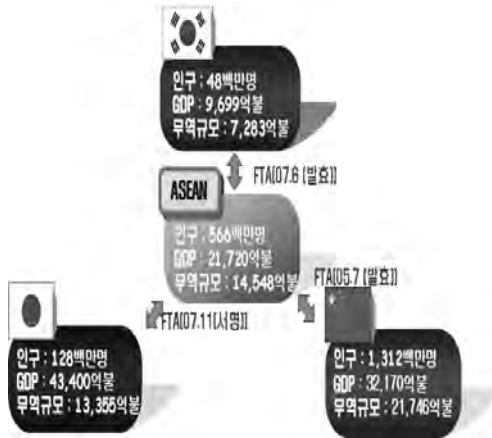 인구 : 48백만명
GDP : 9,699억불
무역규모 : 7,283억불
FTA(07.6 (발효))
ASEAN
인구 : 566백만명
GDP : 21,720억불
무역규모 : 14,548억불
FTA(05.7 (발효))
FTA(07.11(서명))
인구 : 128백만명
GDP : 43,400억불
무역규모 : 13,355억불
인구 : 1,312백만명
GDP : 32,170억불
무역규모 : 21,746억불